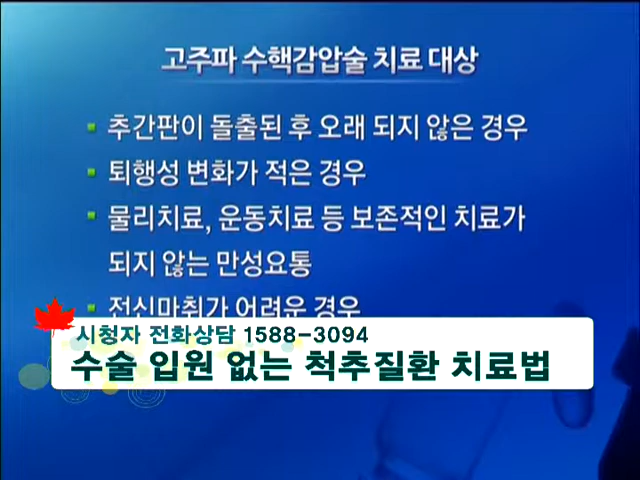 고주파 수핵감압술 치료 대상
추간판이 돌출된 후 오래 되지 않은 경우
퇴행성 변화가 적은 경우
물리치료, 운동치료 등 보존적인 치료가
되지 않는 만성요통
전신마취가 어려운 경우
시청자 전화상담 1588-3094
수술 입원 없는 척추질환 치료법